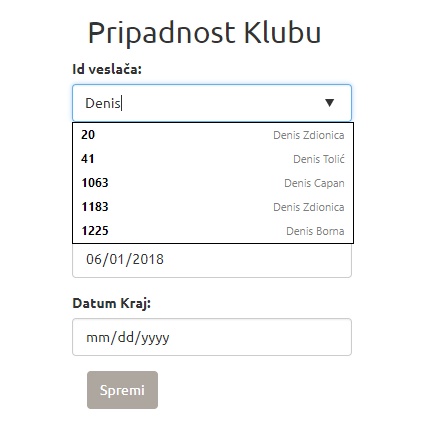 Pripadnost Klubu
Id veslača:
Denis
20 Denis Zdionica
41 Denis Tolić
1063 Denis Capan
1183 Denis Zdionica
1225 Denis Borna
06/01/2018
Datum Kraj:
mm/dd/yyyy
Spremi